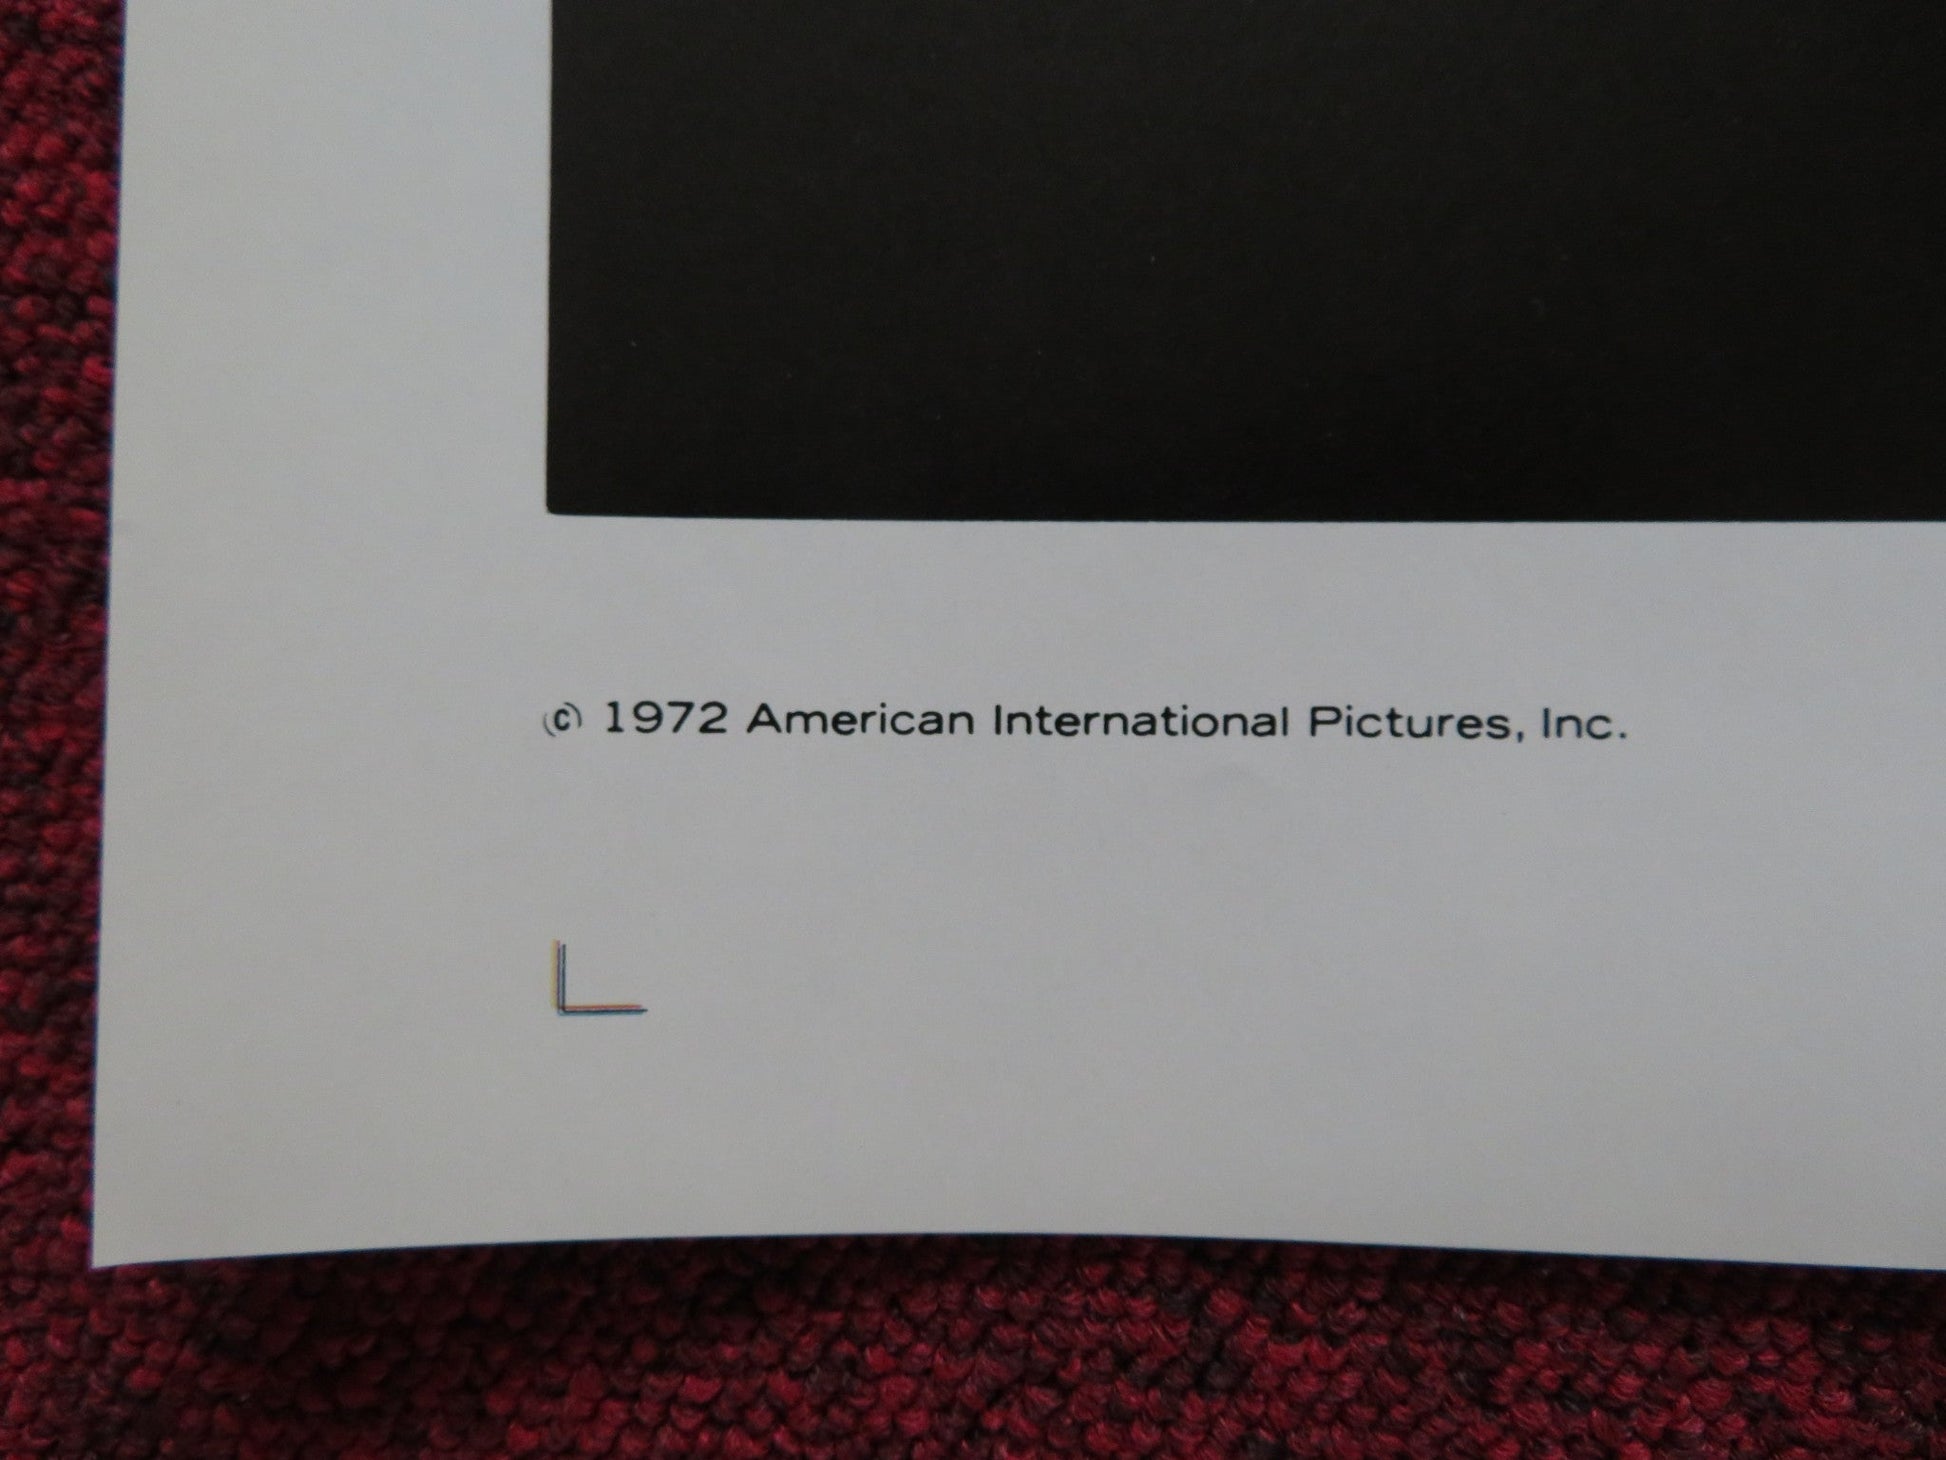 © 1972 American International Pictures, Inc.